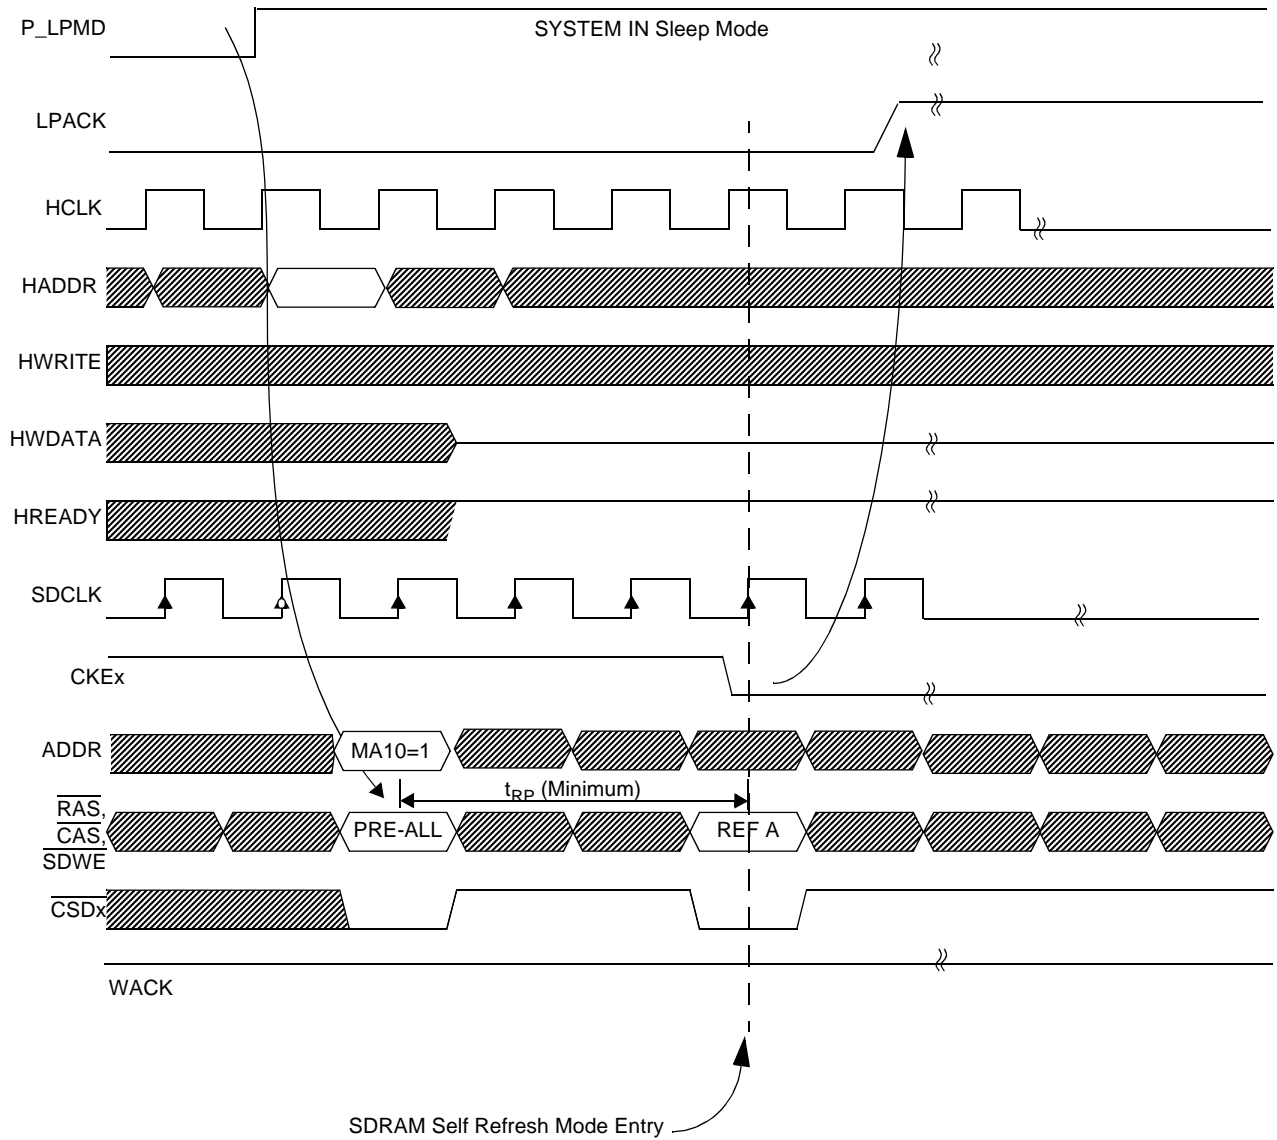 P_LPMD
SYSTEM IN Sleep Mode
LPACK
HCLK
HADDR
HWRITE
HWDATA
HREADY
SDCLK
CKEx
ADDR
MA10=1
tRP (Minimum)
RAS,
CAS,
SDWE
PRE-ALL
REF A
CSDx
WACK
SDRAM Self Refresh Mode Entry